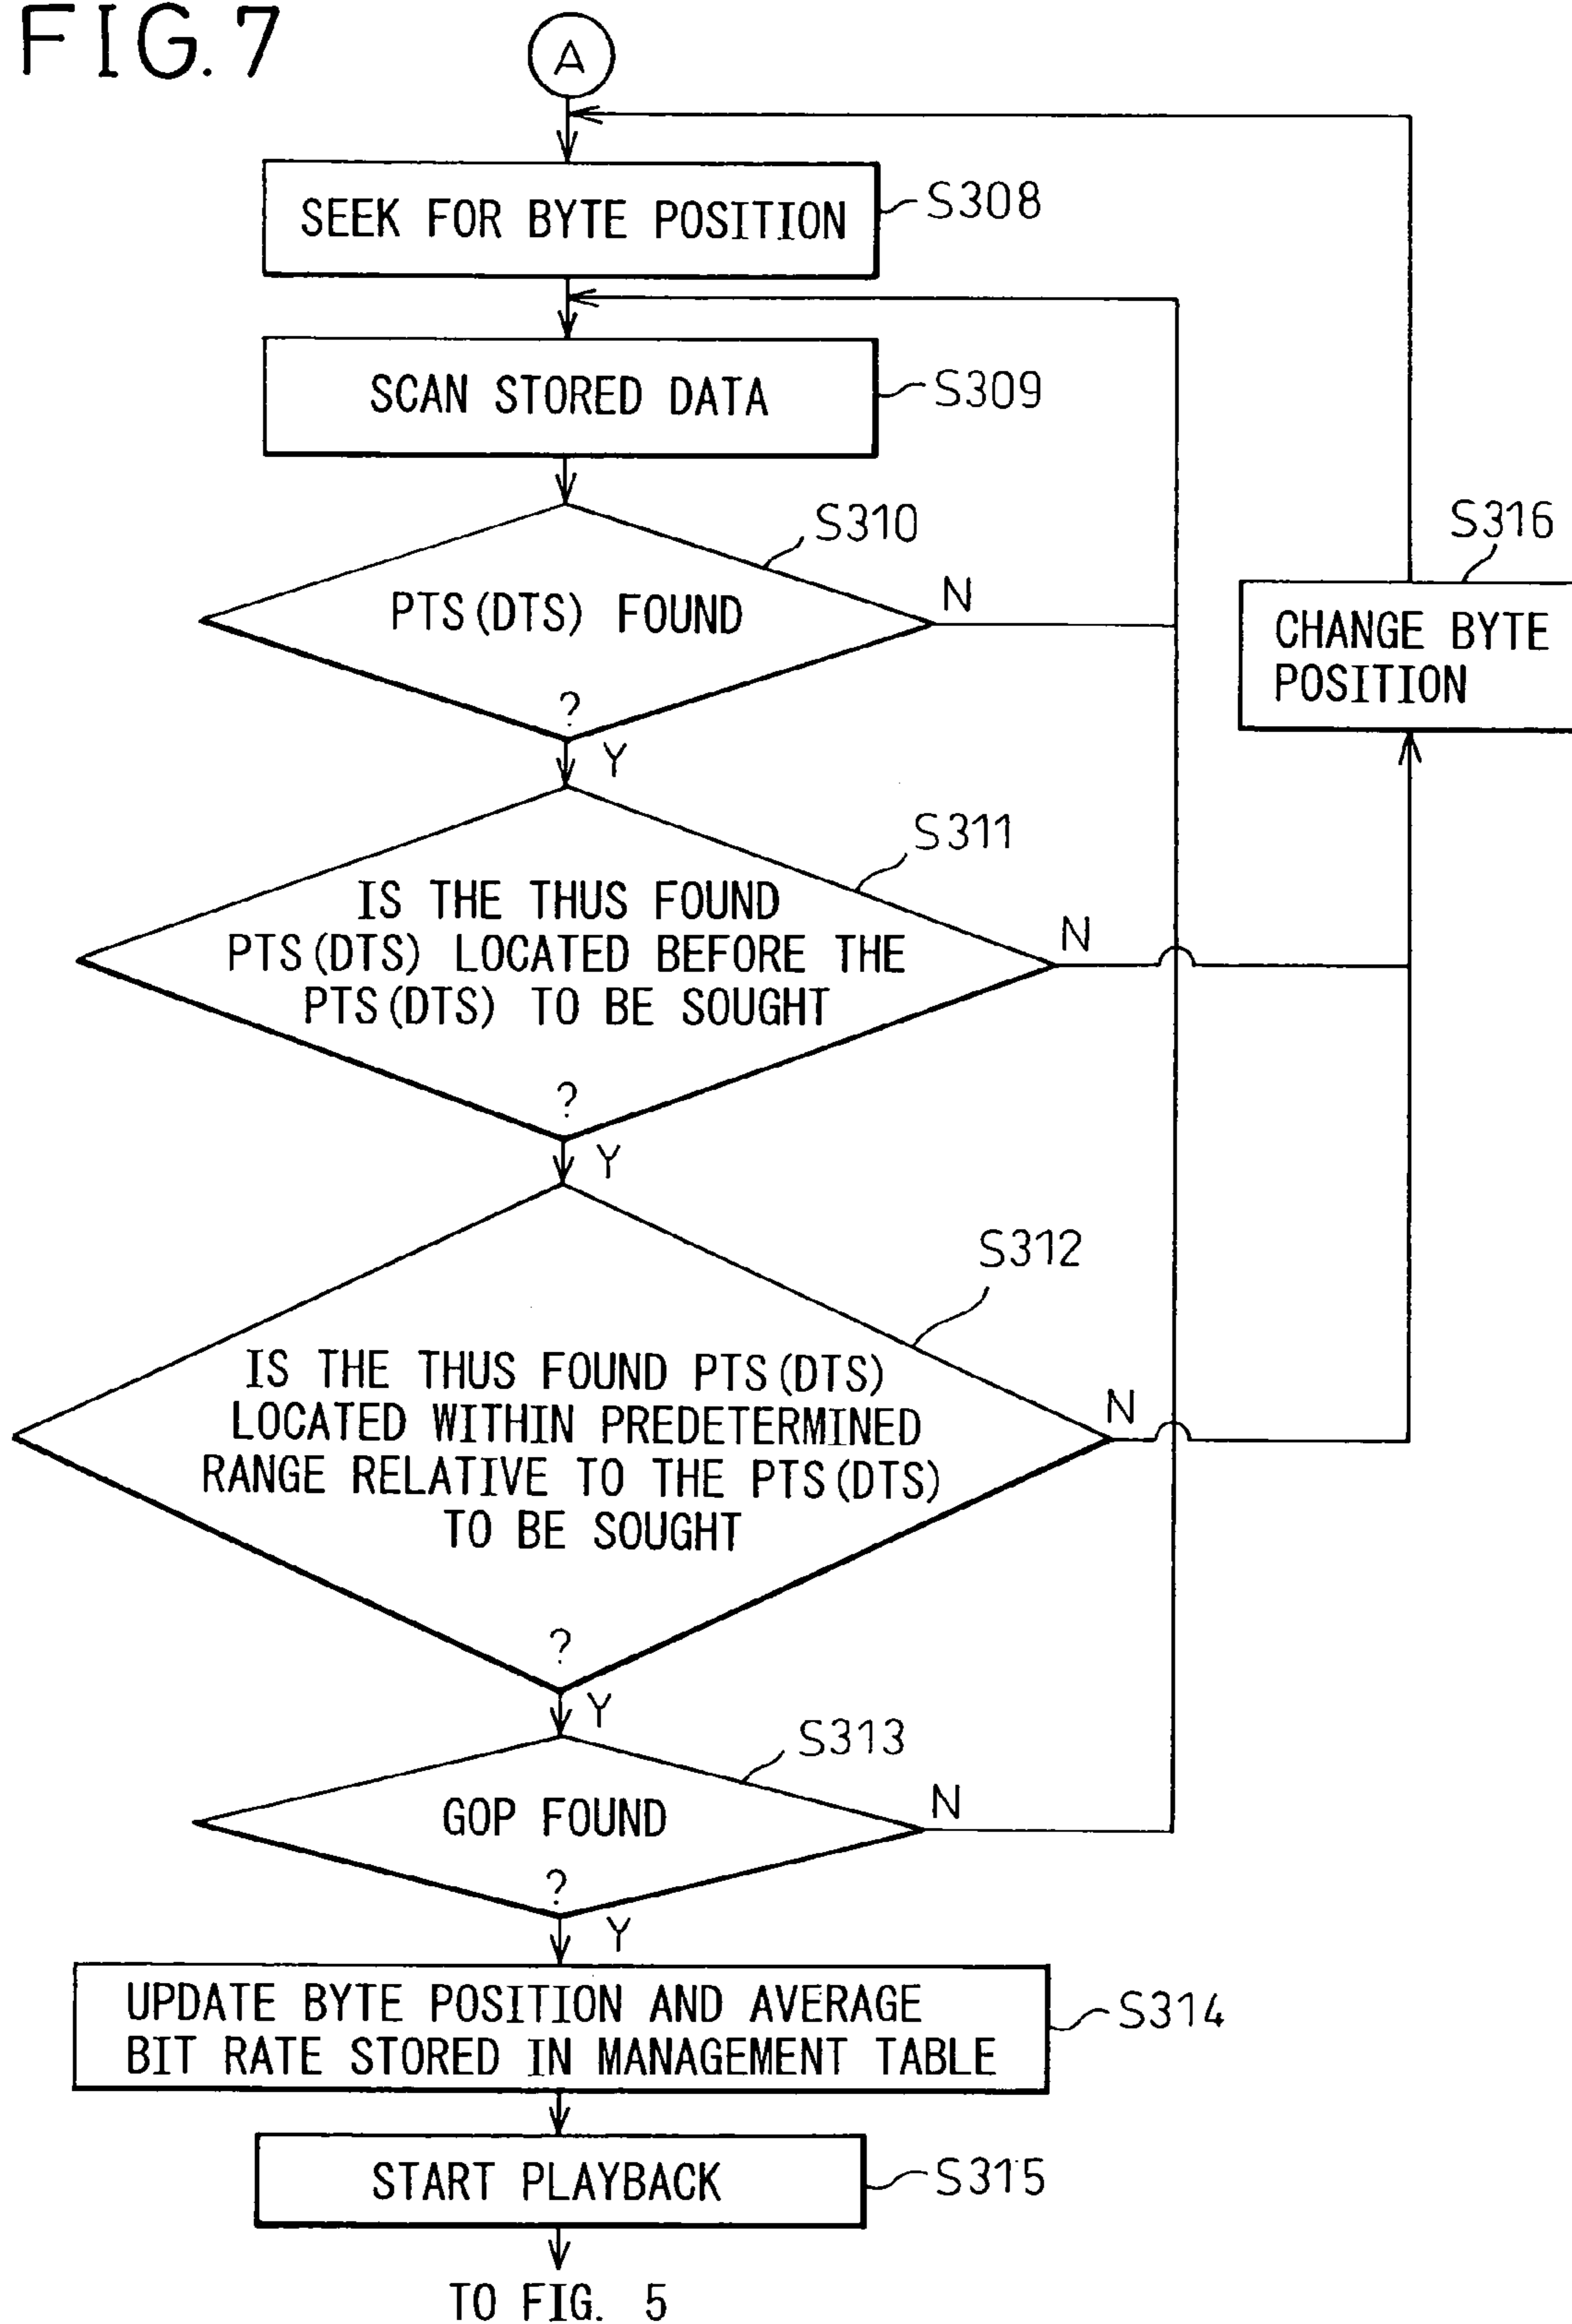 FIG. 7
A
SEEK FOR BYTE POSITION
S308
SCAN STORED DATA
S309
S310
PTS(DTS) FOUND
?
N
Y
S316
CHANGE BYTE
POSITION
S311
IS THE THUS FOUND
PTS(DTS) LOCATED BEFORE THE
PTS(DTS) TO BE SOUGHT
?
N
Y
S312
IS THE THUS FOUND PTS(DTS)
LOCATED WITHIN PREDETERMINED
RANGE RELATIVE TO THE PTS(DTS)
TO BE SOUGHT
?
N
Y
S313
GOP FOUND
?
N
Y
UPDATE BYTE POSITION AND AVERAGE
BIT RATE STORED IN MANAGEMENT TABLE
S314
START PLAYBACK
S315
TO FIG. 5